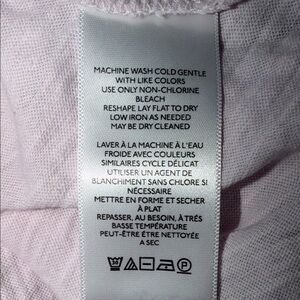 MACHINE WASH COLD GENTLE
WITH LIKE COLORS
USE ONLY NON-CHLORINE
BLEACH
RESHAPE LAY FLAT TO DRY
LOW IRON AS NEEDED
MAY BE DRY CLEANED
LAVER À LA MACHINE À L'EAU
FROIDE AVEC COULEURS
SIMILAIRES CYCLE DÉLICAT
UTILISER UN AGENT DE
BLANCHIMENT SANS CHLORE SI
NÉCESSAIRE
METTRE EN FORME ET SECHER
À PLAT
REPASSER, AU BESOIN, À TRÉS
BASSE TEMPÉRATURE
PEUT-ÊTRE ÊTRE NETTOYÉE
A SEC
P